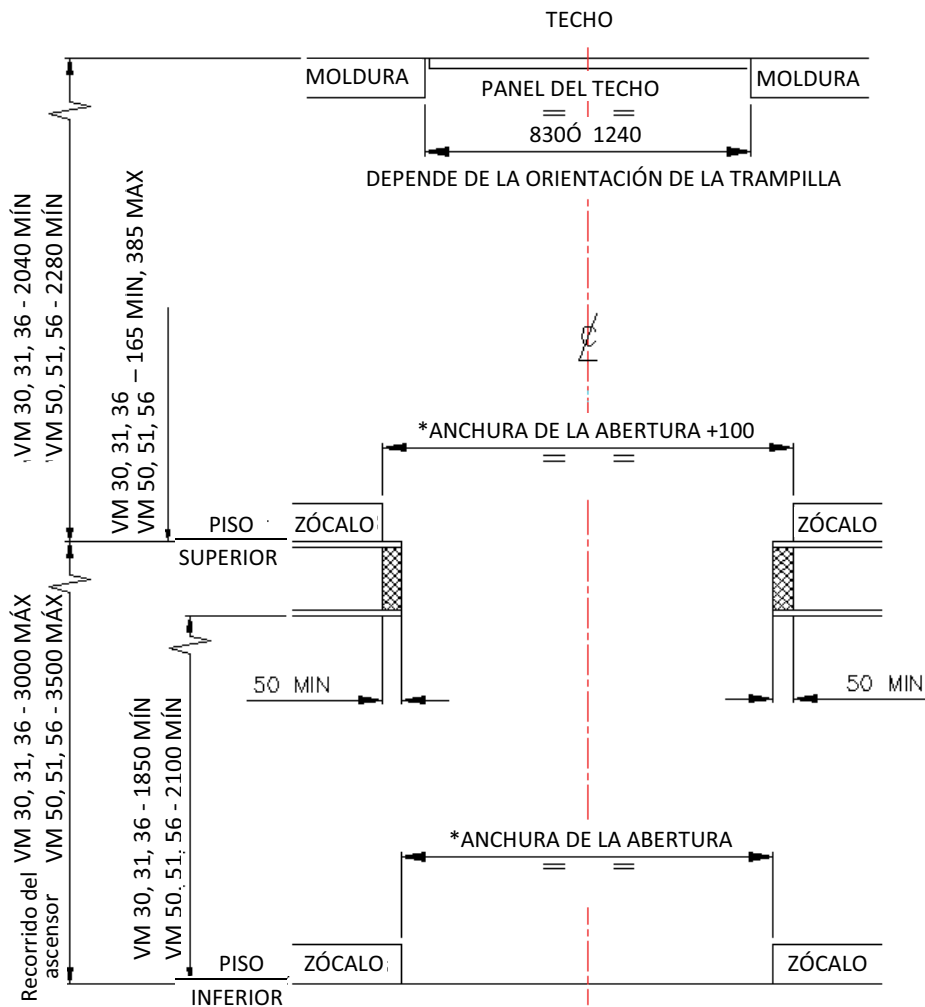 TECHO
MOLDURA
PANEL DEL TECHO
MOLDURA
830Ó 1240
DEPENDE DE LA ORIENTACIÓN DE LA TRAMPILLA
VM 30, 31, 36 - 2040 MÍN
VM 50, 51, 56 - 2280 MÍN
VM 30, 31, 36
VM 50, 51, 56
– 165 MIN, 385 MAX
*ANCHURA DE LA ABERTURA +100
PISO
SUPERIOR
ZÓCALO
ZÓCALO
50 MIN
50 MIN
Recorrido del
ascensor
VM 30, 31, 36 - 3000 MÁX
VM 50, 51, 56 - 3500 MÁX
VM 30, 31, 36 - 1850 MÍN
VM 50, 51, 56 - 2100 MÍN
*ANCHURA DE LA ABERTURA
PISO
INFERIOR
ZÓCALO
ZÓCALO